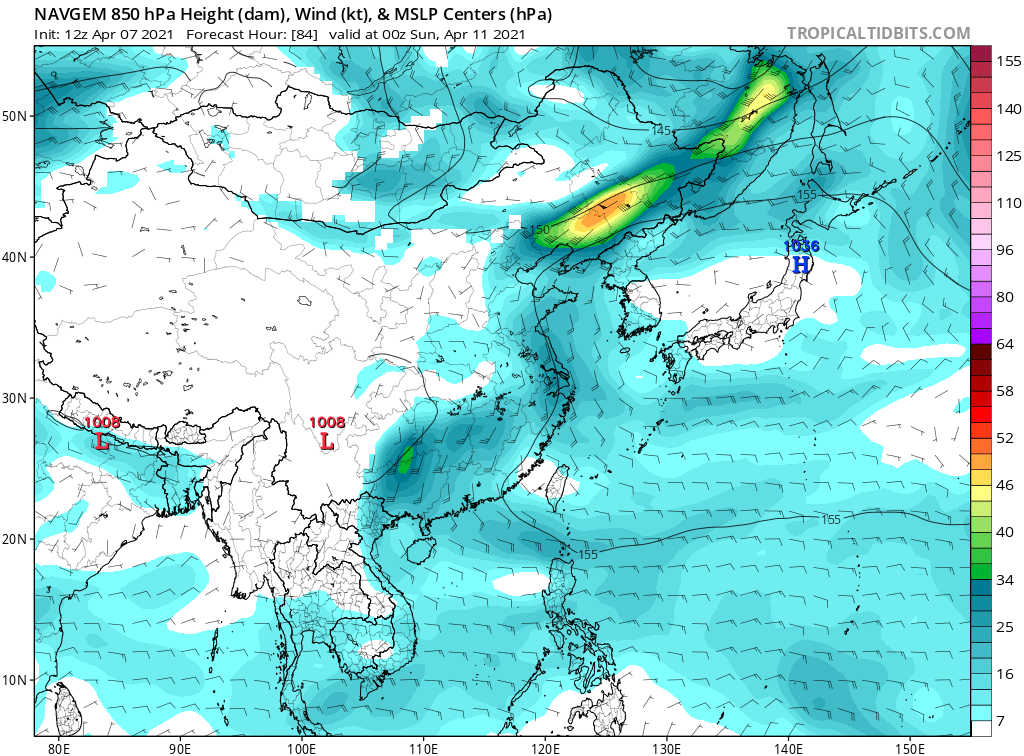 NAVGEM 850 hPa Height (dam), Wind (kt), & MSLP Centers (hPa)
Init: 12z Apr 07 2021 Forecast Hour: [84] valid at 00z Sun, Apr 11 2021
TROPICALTIDBITS.COM
155
140
125
110
96
80
64
58
52
46
40
34
25
16
7
50N
40N
30N
20N
10N
145
155
150
1036
H
1008
L
1008
L
155
155
80E
90E
100E
110E
120E
130E
140E
150E